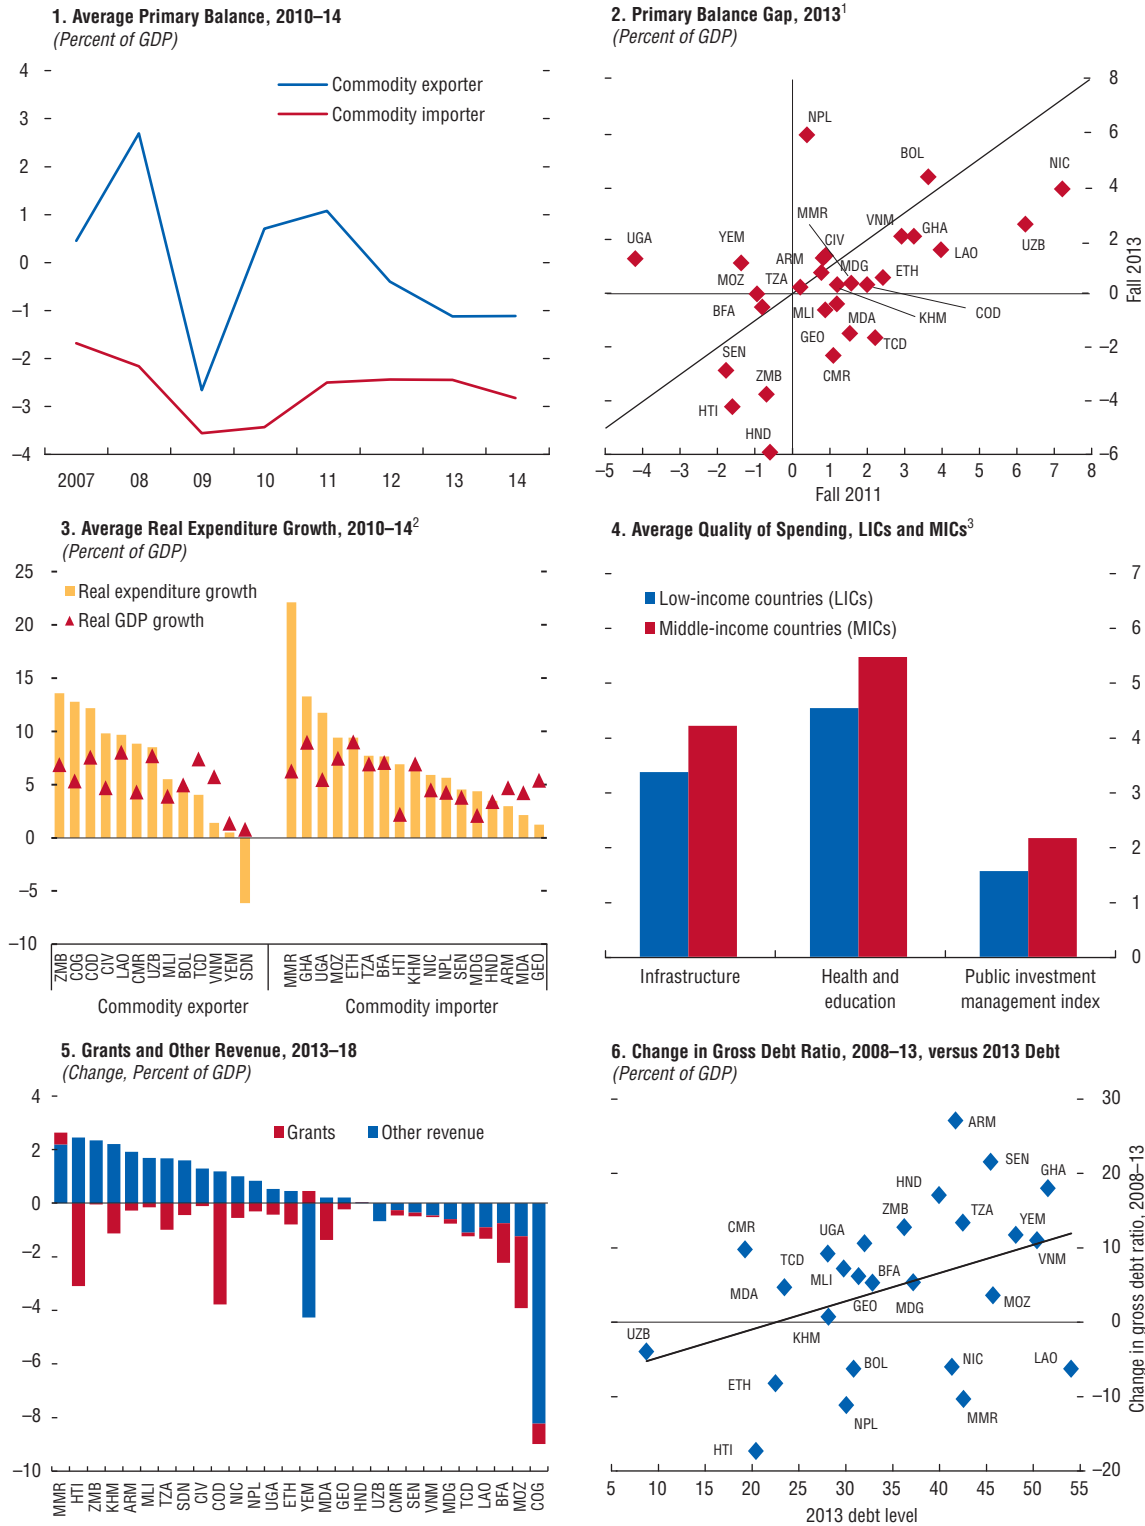 1. Average Primary Balance, 2010–14
(Percent of GDP)
4
3
2
1
0
–1
–2
–3
–4
Commodity exporter
Commodity importer
2007 08 09 10 11 12 13 14
2. Primary Balance Gap, 2013¹
(Percent of GDP)
8
6
4
2
0
–2
–4
–6
Fall 2013
NPL
BOL
NIC
MMR
VNM
GHA
UZB
UGA
YEM
CIV
LAO
ARM
MDG
ETH
MOZ
TZA
BFA
MLI
MDA
KHM
COD
GEO
TCD
SEN
CMR
ZMB
HTI
HND
–5 –4 –3 –2 –1 0 1 2 3 4 5 6 7 8
Fall 2011
3. Average Real Expenditure Growth, 2010–14²
(Percent of GDP)
25
20
15
10
5
0
–5
–10
Real expenditure growth
Real GDP growth
ZMB COG COD CIV LAO CMR UZB MLI BOL TCD VNM YEM SDN
MMR GHA UGA MOZ ETH TZA BFA HTI KHM NIC NPL SEN MDG HND ARM MDA GEO
Commodity exporter
Commodity importer
4. Average Quality of Spending, LICs and MICs³
7
6
5
4
3
2
1
0
Low-income countries (LICs)
Middle-income countries (MICs)
Infrastructure
Health and
education
Public investment
management index
5. Grants and Other Revenue, 2013–18
(Change, Percent of GDP)
4
2
0
–2
–4
–6
–8
–10
Grants
Other revenue
MMR HTI ZMB KHM ARM MLI TZA SDN CIV COD NIC NPL UGA ETH YEM MDA GEO HND UZB CMR SEN VNM MDG TCD LAO BFA MOZ COG
6. Change in Gross Debt Ratio, 2008–13, versus 2013 Debt
(Percent of GDP)
30
20
10
0
–10
–20
Change in gross debt ratio, 2008–13
ARM
SEN
GHA
HND
ZMB
TZA
YEM
CMR
UGA
VNM
TCD
MLI
BFA
MDA
GEO
MDG
MOZ
KHM
UZB
BOL
NIC
LAO
ETH
NPL
MMR
HTI
5 10 15 20 25 30 35 40 45 50 55
2013 debt level